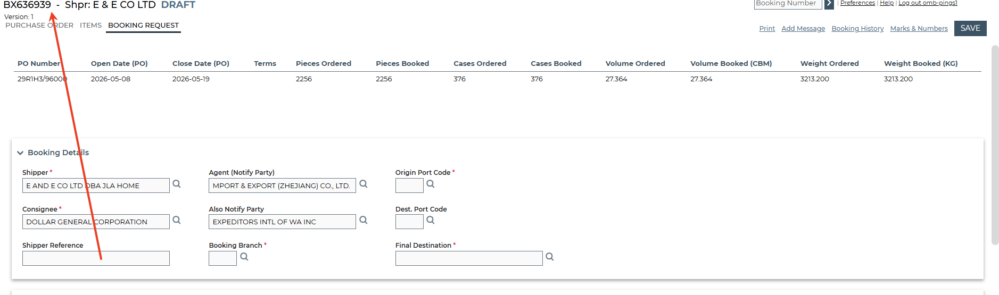 BX636939 - Shpr: E & E CO LTD DRAFT
Booking Number | Preferences | Help | Log out omb-pings1
Version: 1
PURCHASE ORDER ITEMS BOOKING REQUEST
Print Add Message Booking History Marks & Numbers SAVE
PO Number Open Date (PO) Close Date (PO) Terms Pieces Ordered Pieces Booked Cases Ordered Cases Booked Volume Ordered Volume Booked (CBM) Weight Ordered Weight Booked (KG)
29R1H3/96000 2026-05-08 2026-05-19 2256 2256 376 376 27.364 27.364 3213.200 3213.200
Booking Details
Shipper * Agent (Notify Party) Origin Port Code *
E AND E CO LTD DBA JLA HOME MPORT & EXPORT (ZHEJIANG) CO., LTD.
Consignee * Also Notify Party Dest. Port Code
DOLLAR GENERAL CORPORATION EXPEDITORS INTL OF WA INC
Shipper Reference Booking Branch * Final Destination *